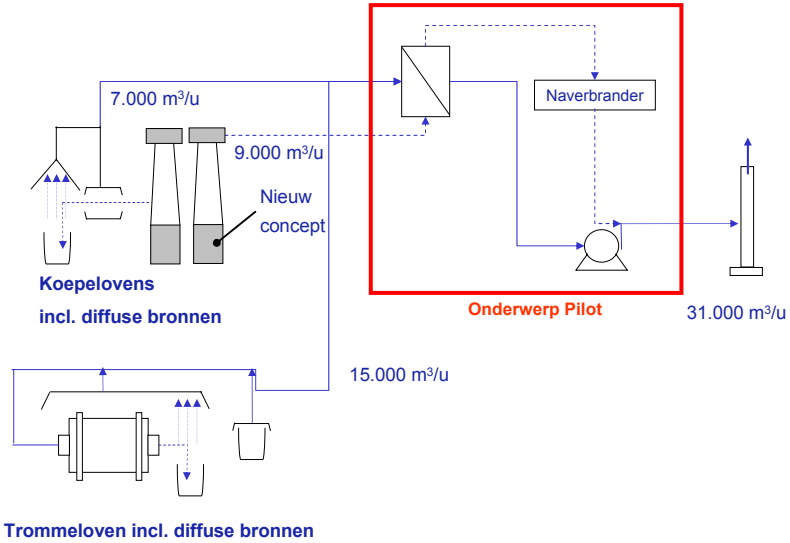 7.000 m³/u
Naverbrander
9.000 m³/u
Nieuw
concept
Koepelovens
incl. diffuse bronnen
Onderwerp Pilot
31.000 m³/u
15.000 m³/u
Trommeloven incl. diffuse bronnen